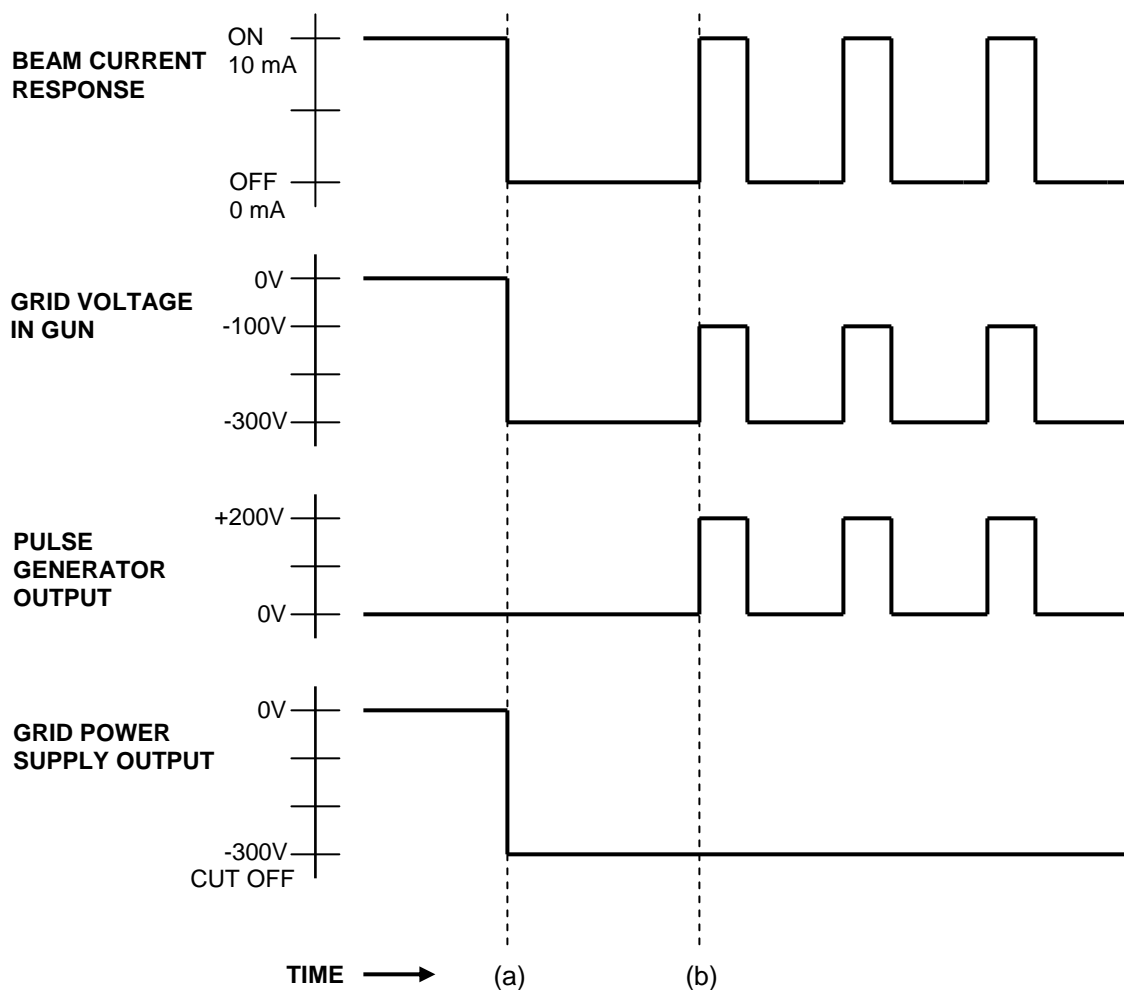 BEAM CURRENT
RESPONSE
ON
10 mA
OFF
0 mA
GRID VOLTAGE
IN GUN
0V
-100V
-300V
PULSE
GENERATOR
OUTPUT
+200V
0V
GRID POWER
SUPPLY OUTPUT
0V
-300V
CUT OFF
TIME
(a)
(b)